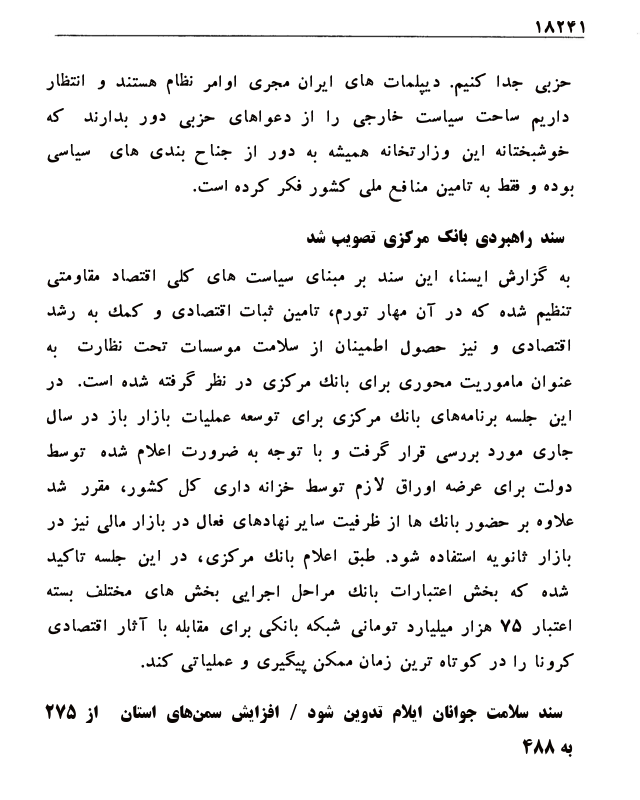 ۱۸۲۴۱
حزبی جدا کنیم. دیپلمات های ایران مجری اوامر نظام هستند و انتظار
داریم ساحت سیاست خارجی را از دعواهای حزبی دور بدارند که
خوشبختانه این وزارتخانه همیشه به دور از جناح بندی های سیاسی
بوده و فقط به تامین منافع ملی کشور فکر کرده است.
سند راهبردی بانک مرکزی تصویب شد
به گزارش ایسنا، این سند بر مبنای سیاست های کلی اقتصاد مقاومتی
تنظیم شده که در آن مهار تورم، تامین ثبات اقتصادی و کمك به رشد
اقتصادی و نیز حصول اطمینان از سلامت موسسات تحت نظارت به
عنوان ماموریت محوری برای بانك مرکزی در نظر گرفته شده است. در
این جلسه برنامه‌های بانك مرکزی برای توسعه عملیات بازار باز در سال
جاری مورد بررسی قرار گرفت و با توجه به ضرورت اعلام شده توسط
دولت برای عرضه اوراق لازم توسط خزانه داری کل کشور، مقرر شد
علاوه بر حضور بانك ها از ظرفیت سایر نهادهای فعال در بازار مالی نیز در
بازار ثانویه استفاده شود. طبق اعلام بانك مرکزی، در این جلسه تاکید
شده که بخش اعتبارات بانك مراحل اجرایی بخش های مختلف بسته
اعتبار ۷۵ هزار میلیارد تومانی شبکه بانکی برای مقابله با آثار اقتصادی
کرونا را در کوتاه ترین زمان ممکن پیگیری و عملیاتی کند.
سند سلامت جوانان ایلام تدوین شود / افزایش سمن‌های استان از ۲۷۵
به ۴۸۸